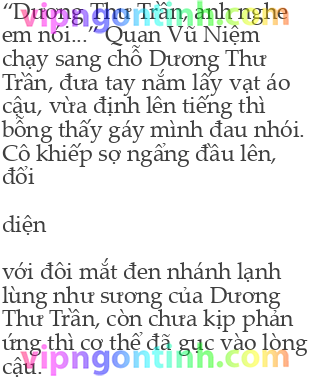 “Dương Thư Trần, anh nghe
em nói...” Quan Vũ Niệm
chạy sang chỗ Dương Thư
Trần, đưa tay nắm lấy vạt áo
cậu, vừa định lên tiếng thì
bỗng thấy gáy mình đau nhói.
Cô khiếp sợ ngẩng đầu lên,
đối
diện
với đôi mắt đen nhánh lạnh
lùng như sương của Dương
Thư Trần, còn chưa kịp phản
ứng thì cơ thể đã gục vào lòng
cậu.
vipngontinh.com
vipngontinh.com